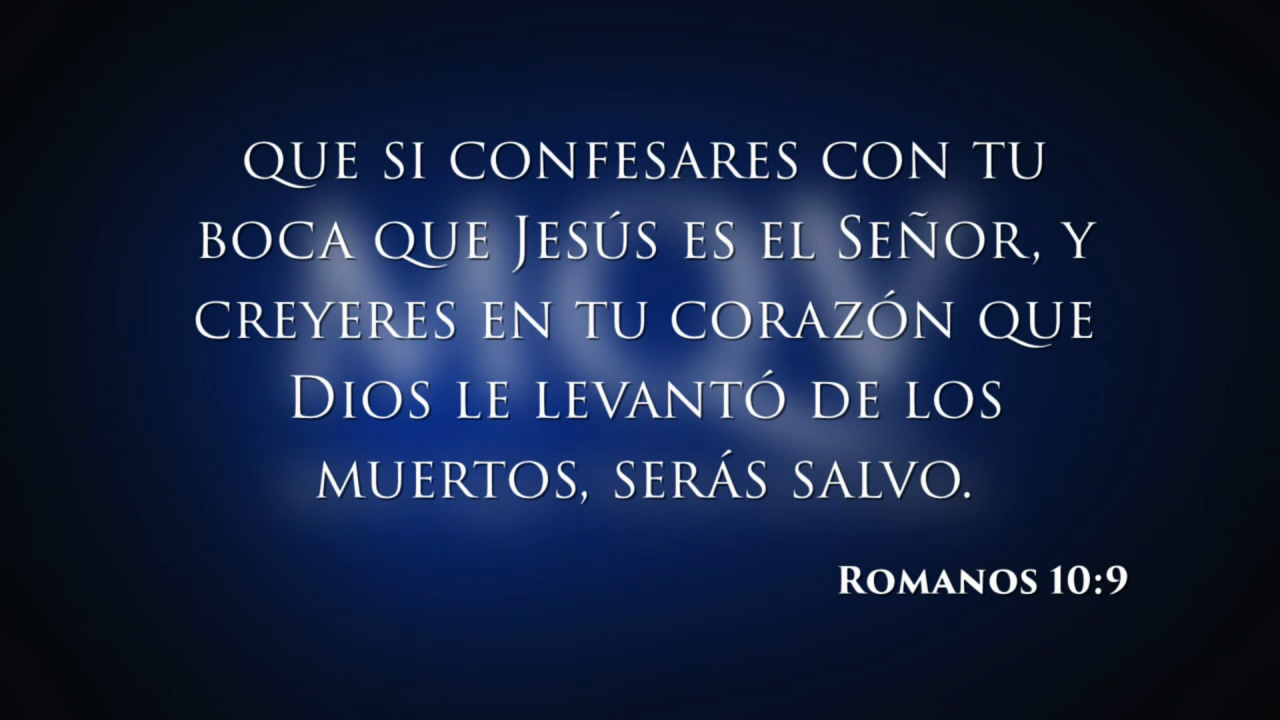 que si confesares con tu
boca que Jesús es el Señor, y
creyeres en tu corazón que
Dios le levantó de los
muertos, serás salvo.
Romanos 10:9